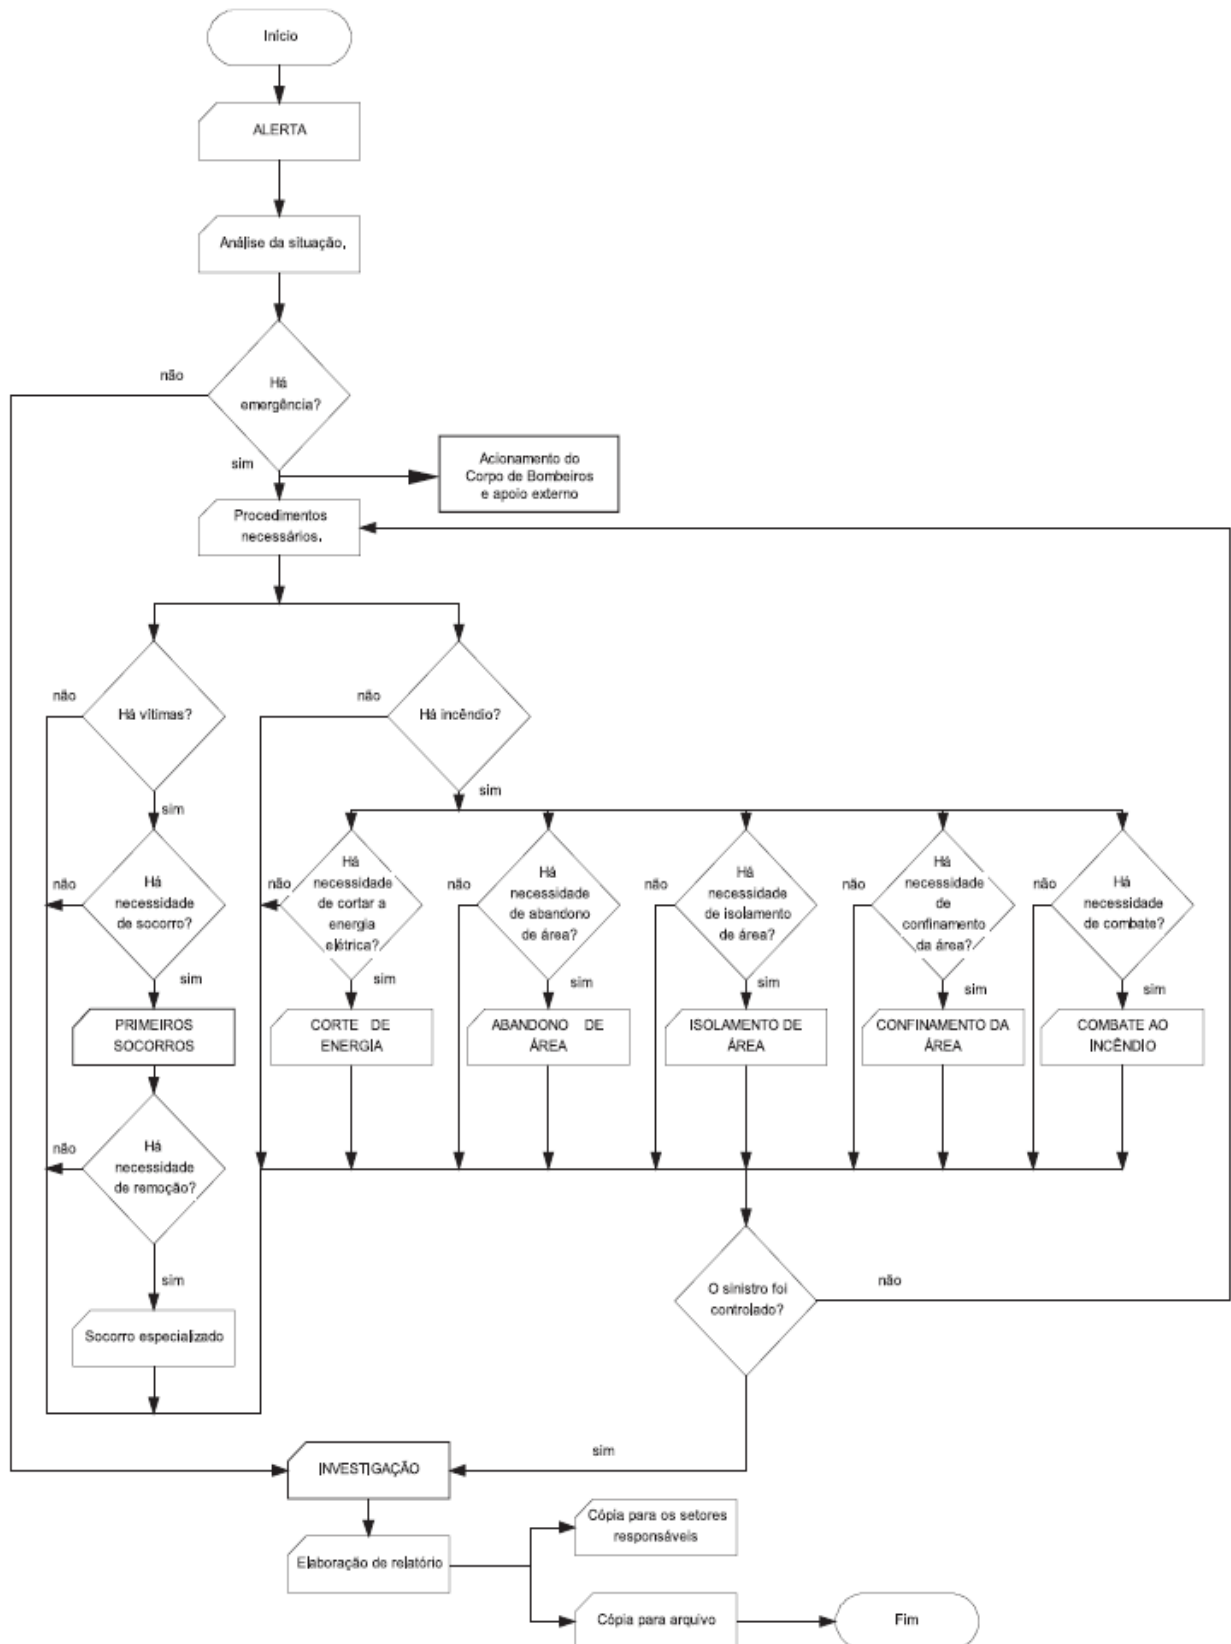 Início
ALERTA
Análise da situação.
não
Há
emergência?
sim
Acionamento do
Corpo de Bombeiros
e apoio externo
Procedimentos
necessários.
não
Há vítimas?
sim
não
Há incêndio?
sim
não
Há
necessidade
de socorro?
sim
não
Há
necessidade
de cortar a
energia
elétrica?
sim
não
Há
necessidade
de abandono
de área?
sim
não
Há
necessidade
de isolamento
de área?
sim
não
Há
necessidade
de
confinamento
da área?
sim
não
Há
necessidade
de combate?
sim
PRIMEIROS
SOCORROS
CORTE DE
ENERGIA
ABANDONO DE
ÁREA
ISOLAMENTO DE
ÁREA
CONFINAMENTO DA
ÁREA
COMBATE AO
INCÊNDIO
não
Há
necessidade
de remoção?
sim
Socorro especializado
O sinistro foi
controlado?
não
sim
INVESTIGAÇÃO
Elaboração de relatório
Cópia para os setores
responsáveis
Cópia para arquivo
Fim